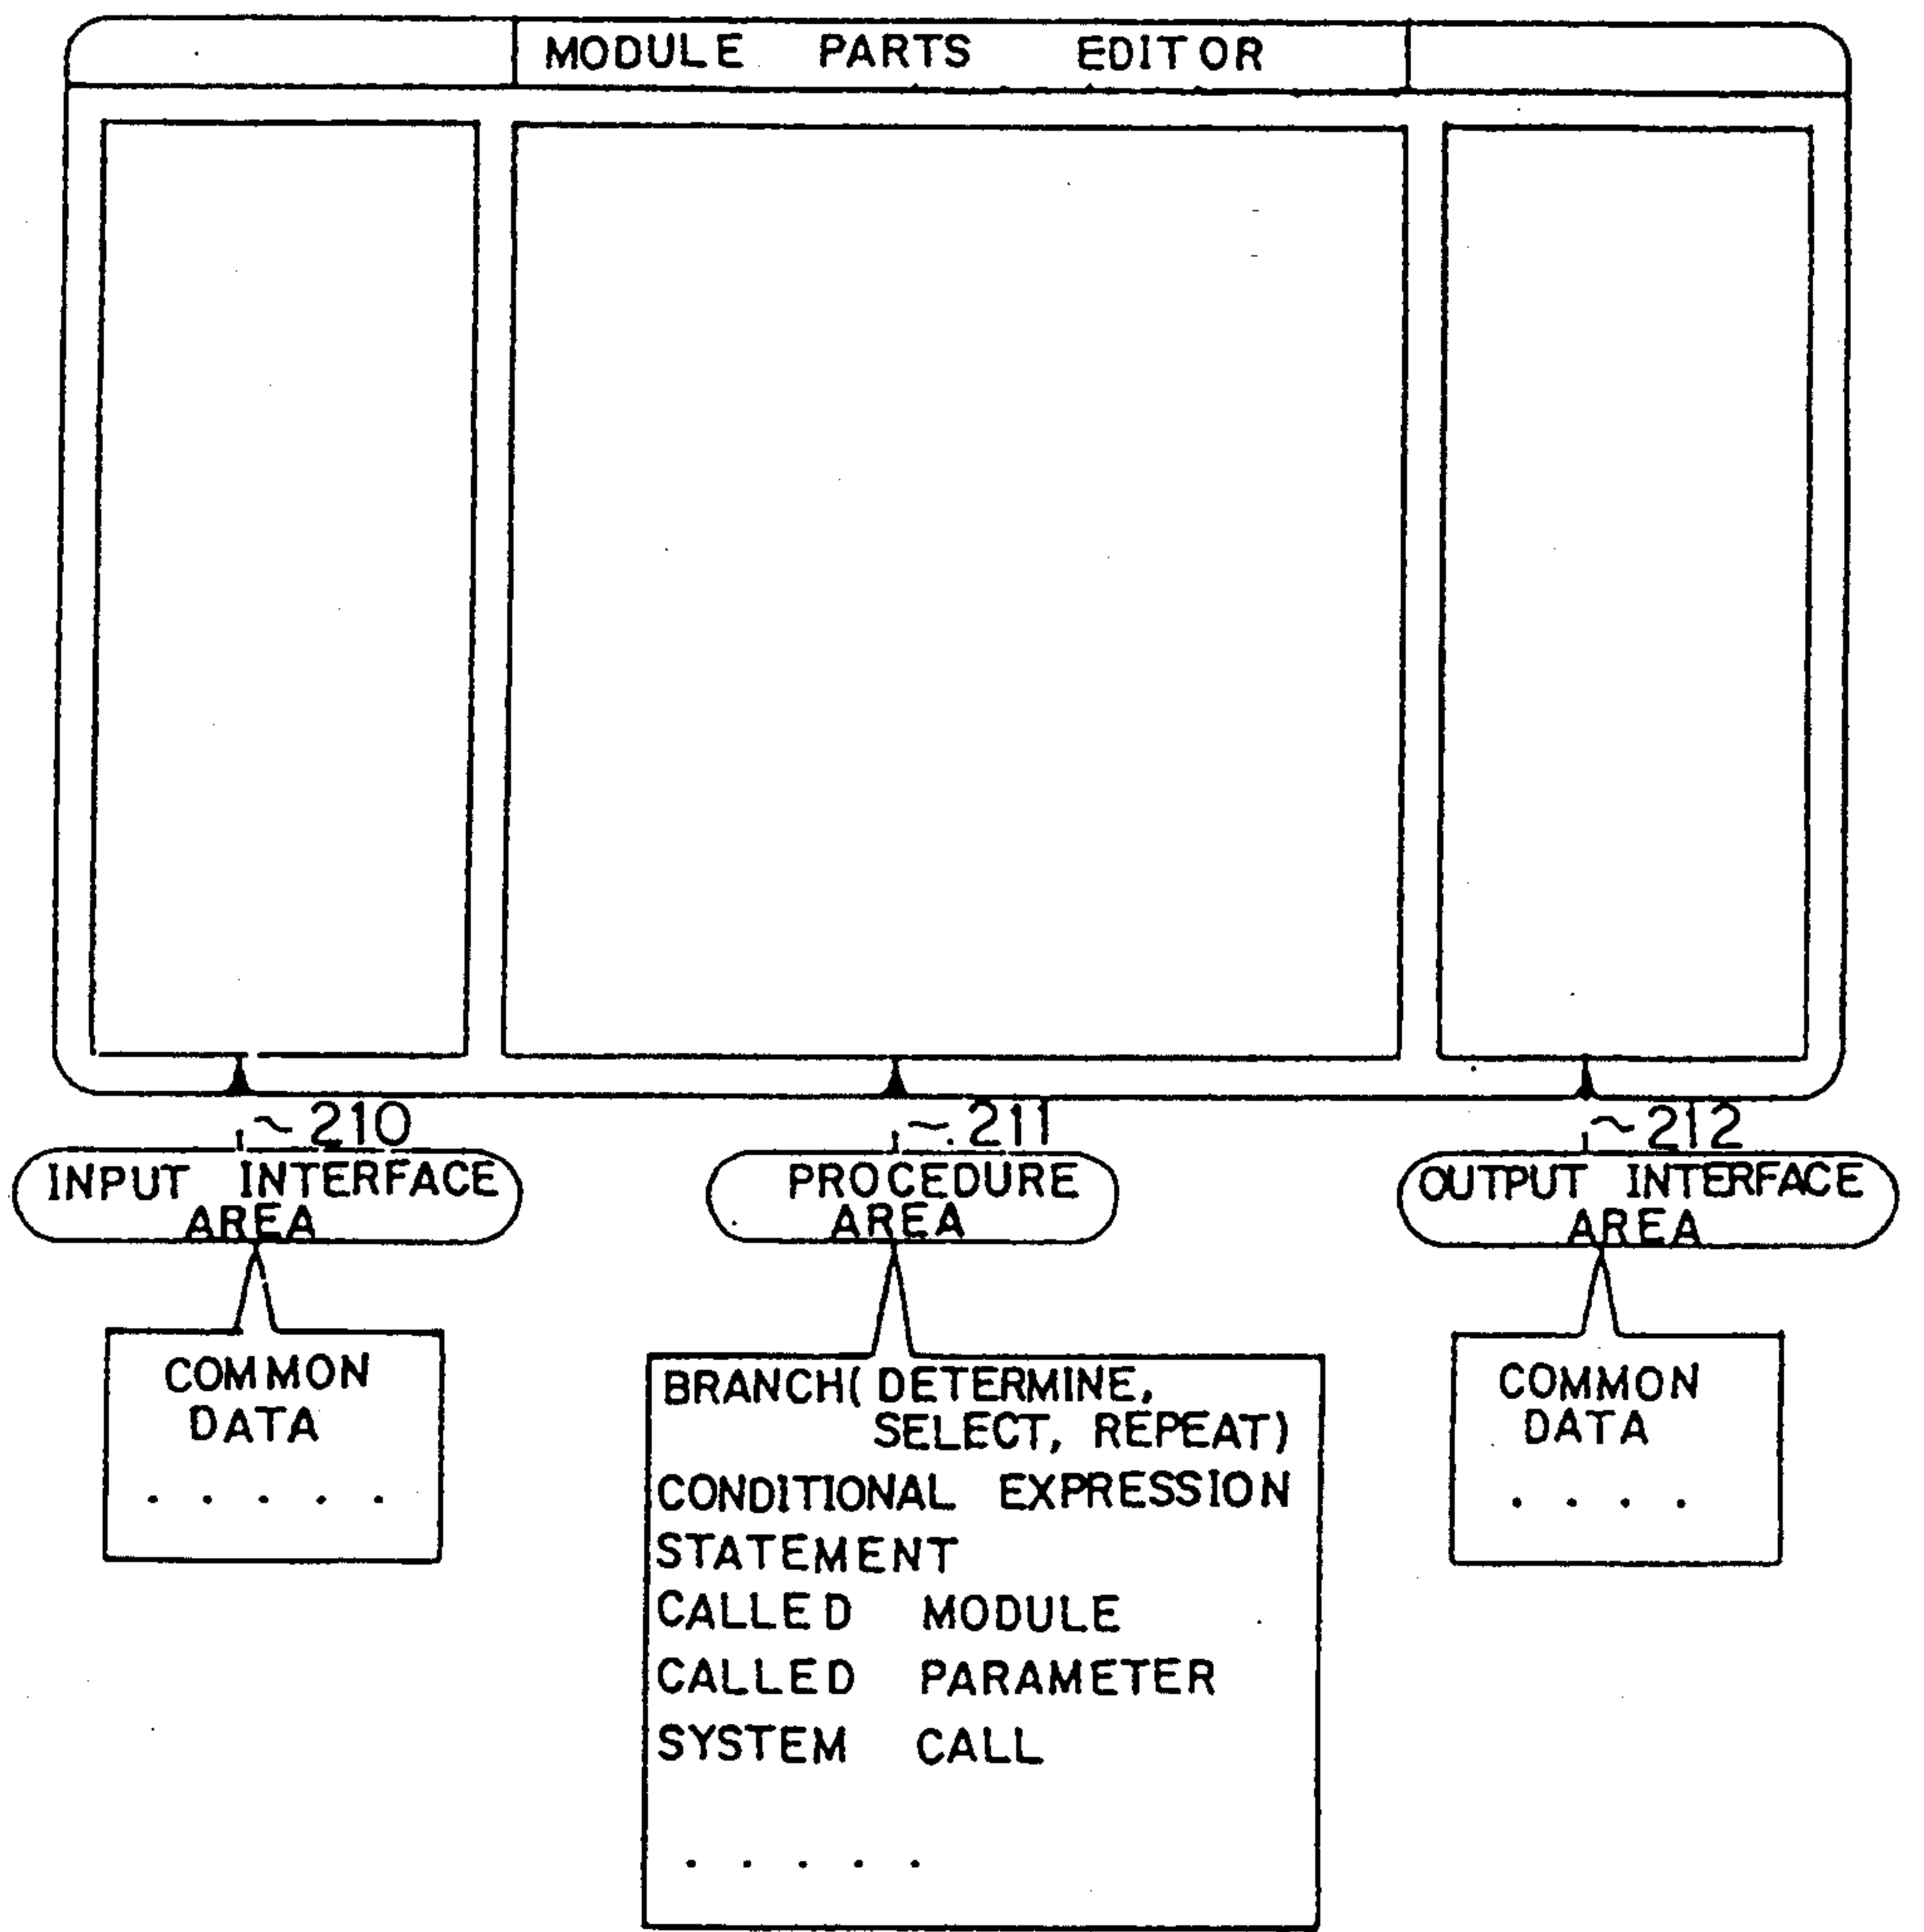 MODULE PARTS EDITOR
~210
~211
~212
INPUT INTERFACE
AREA
PROCEDURE
AREA
OUTPUT INTERFACE
AREA
COMMON
DATA
. . . . .
BRANCH( DETERMINE,
SELECT, REPEAT)
CONDITIONAL EXPRESSION
STATEMENT
CALLED MODULE
CALLED PARAMETER
SYSTEM CALL
. . . . .
COMMON
DATA
. . . .